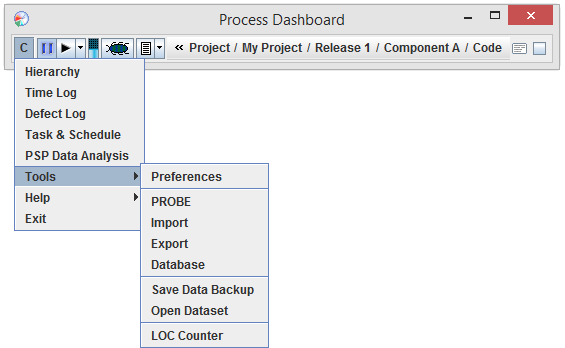 Process Dashboard
C « Project / My Project / Release 1 / Component A / Code
Hierarchy
Time Log
Defect Log
Task & Schedule
PSP Data Analysis
Tools
Help
Exit
Preferences
PROBE
Import
Export
Database
Save Data Backup
Open Dataset
LOC Counter